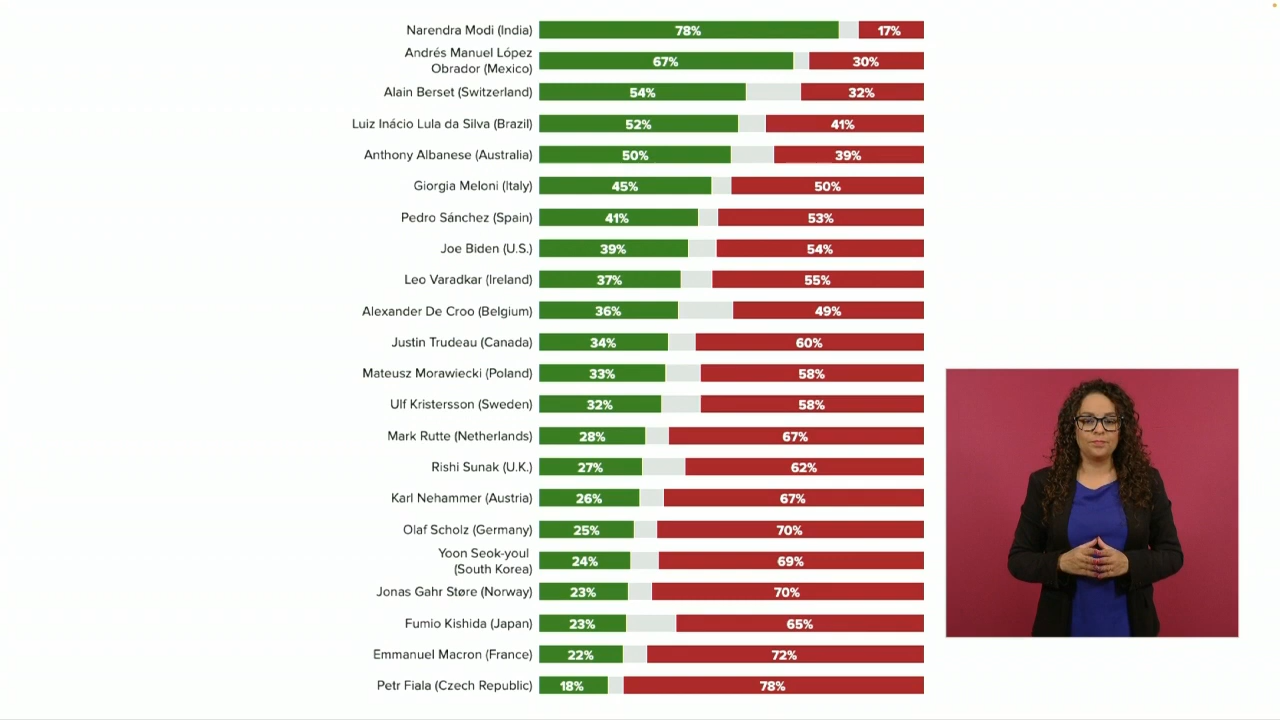 Narendra Modi (India) 78% 17%
Andrés Manuel López
Obrador (Mexico) 67% 30%
Alain Berset (Switzerland) 54% 32%
Luiz Inácio Lula da Silva (Brazil) 52% 41%
Anthony Albanese (Australia) 50% 39%
Giorgia Meloni (Italy) 45% 50%
Pedro Sánchez (Spain) 41% 53%
Joe Biden (U.S.) 39% 54%
Leo Varadkar (Ireland) 37% 55%
Alexander De Croo (Belgium) 36% 49%
Justin Trudeau (Canada) 34% 60%
Mateusz Morawiecki (Poland) 33% 58%
Ulf Kristersson (Sweden) 32% 58%
Mark Rutte (Netherlands) 28% 67%
Rishi Sunak (U.K.) 27% 62%
Karl Nehammer (Austria) 26% 67%
Olaf Scholz (Germany) 25% 70%
Yoon Seok-youl
(South Korea) 24% 69%
Jonas Gahr Støre (Norway) 23% 70%
Fumio Kishida (Japan) 23% 65%
Emmanuel Macron (France) 22% 72%
Petr Fiala (Czech Republic) 18% 78%